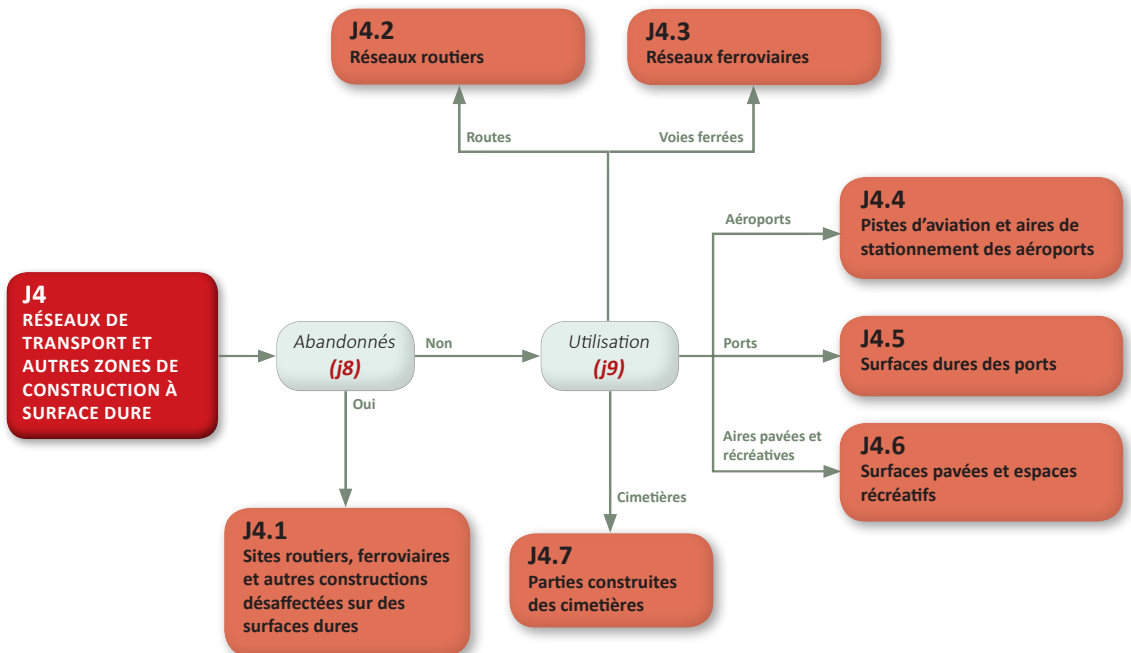 J4.2
Réseaux routiers
J4.3
Réseaux ferroviaires
Routes
Voies ferrées
J4.4
Pistes d’aviation et aires de
stationnement des aéroports
Aéroports
J4
RÉSEAUX DE
TRANSPORT ET
AUTRES ZONES DE
CONSTRUCTION À
SURFACE DURE
Abandonnés
(j8)
Non
Utilisation
(j9)
Ports
J4.5
Surfaces dures des ports
Oui
Aires pavées et
récréatives
J4.6
Surfaces pavées et espaces
récréatifs
Cimetières
J4.1
Sites routiers, ferroviaires
et autres constructions
désaffectées sur des
surfaces dures
J4.7
Parties construites
des cimetières